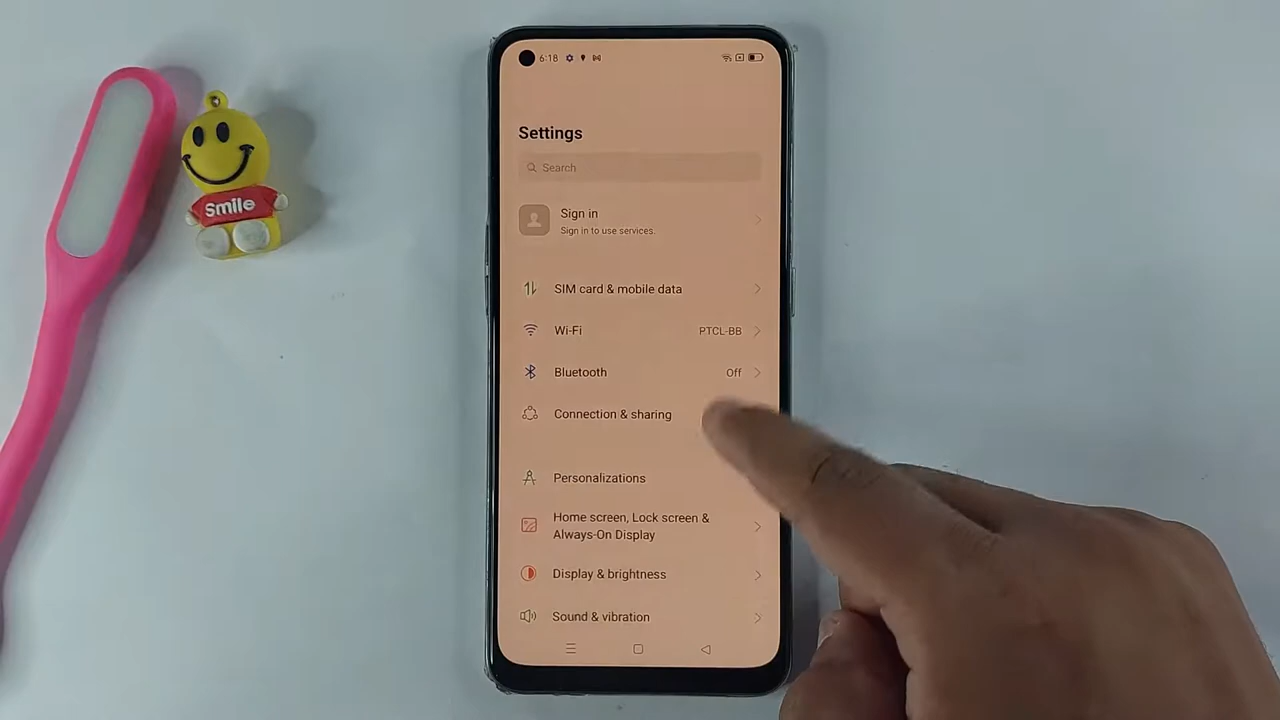 6:18
Settings
Search
Sign in
Sign in to use services.
SIM card & mobile data
Wi-Fi PTCL-BB
Bluetooth Off
Connection & sharing
Personalizations
Home screen, Lock screen &
Always-On Display
Display & brightness
Sound & vibration
Smile